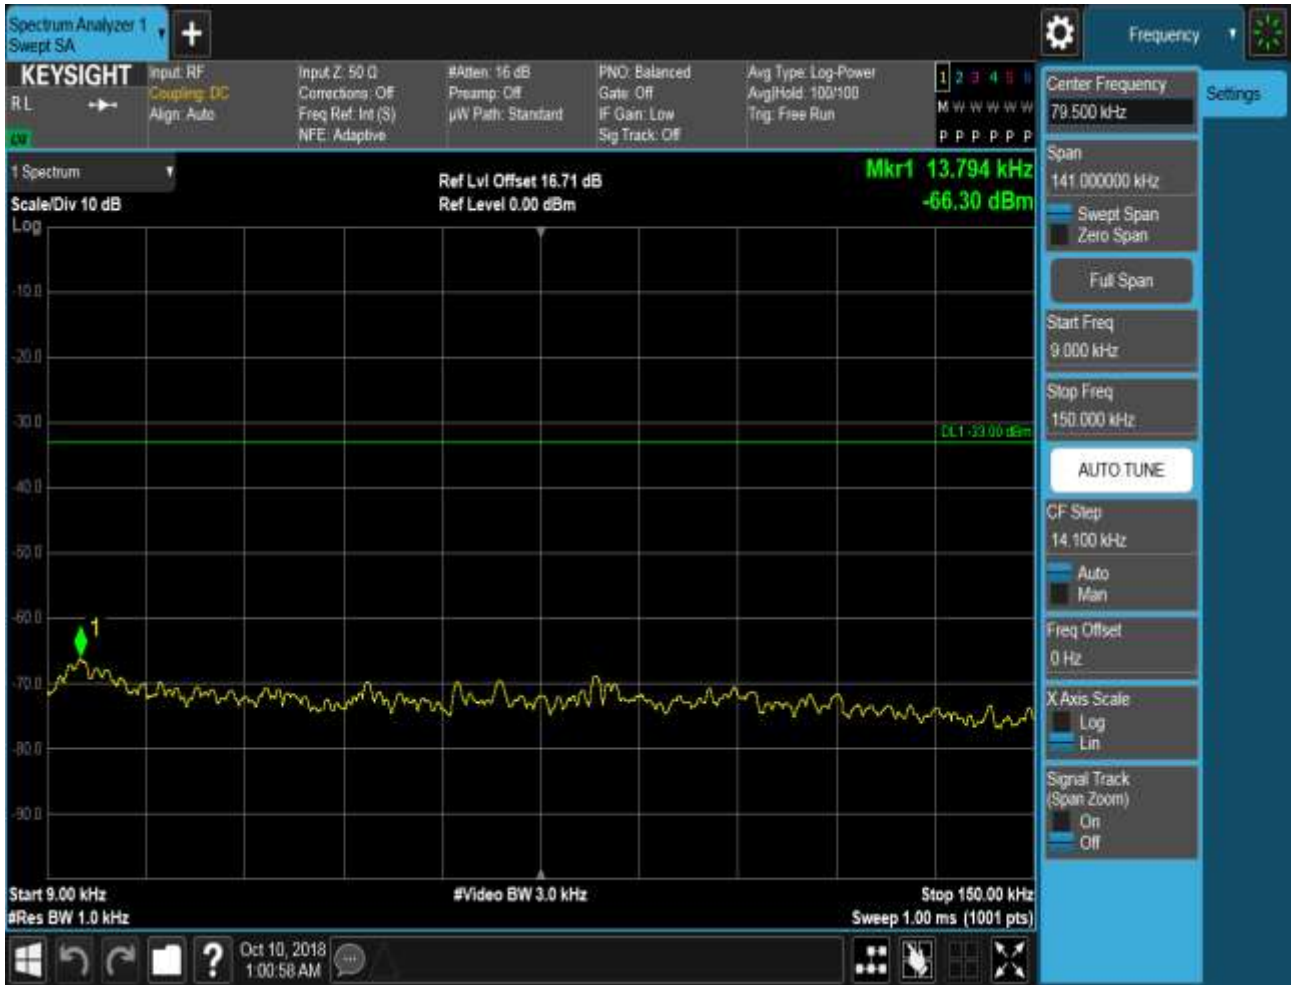 Spectrum Analyzer 1
Swept SA
+
Frequency
KEYSIGHT
RL
Input: RF
Coupling: DC
Align: Auto
Input Z: 50 Ω
Corrections: Off
Freq Ref: Int (S)
NFE: Adaptive
#Atten: 16 dB
Preamp: Off
µW Path: Standard
PNO: Balanced
Gate: Off
IF Gain: Low
Sig Track: Off
Avg Type: Log-Power
Avg|Hold: 100/100
Trig: Free Run
1 2 3 4 5 6
M W W W W W
P P P P P P
1 Spectrum
Scale/Div 10 dB
Log
Ref Lvl Offset 16.71 dB
Ref Level 0.00 dBm
Mkr1 13.794 kHz
-66.30 dBm
-10.0
-20.0
-30.0
DL1 -33.00 dBm
-40.0
-50.0
-60.0
1
-70.0
-80.0
-90.0
Start 9.00 kHz
#Res BW 1.0 kHz
#Video BW 3.0 kHz
Stop 150.00 kHz
Sweep 1.00 ms (1001 pts)
?
Oct 10, 2018
1:00:58 AM
Center Frequency
79.500 kHz
Settings
Span
141.000000 kHz
Swept Span
Zero Span
Full Span
Start Freq
9.000 kHz
Stop Freq
150.000 kHz
AUTO TUNE
CF Step
14.100 kHz
Auto
Man
Freq Offset
0 Hz
X Axis Scale
Log
Lin
Signal Track
(Span Zoom)
On
Off